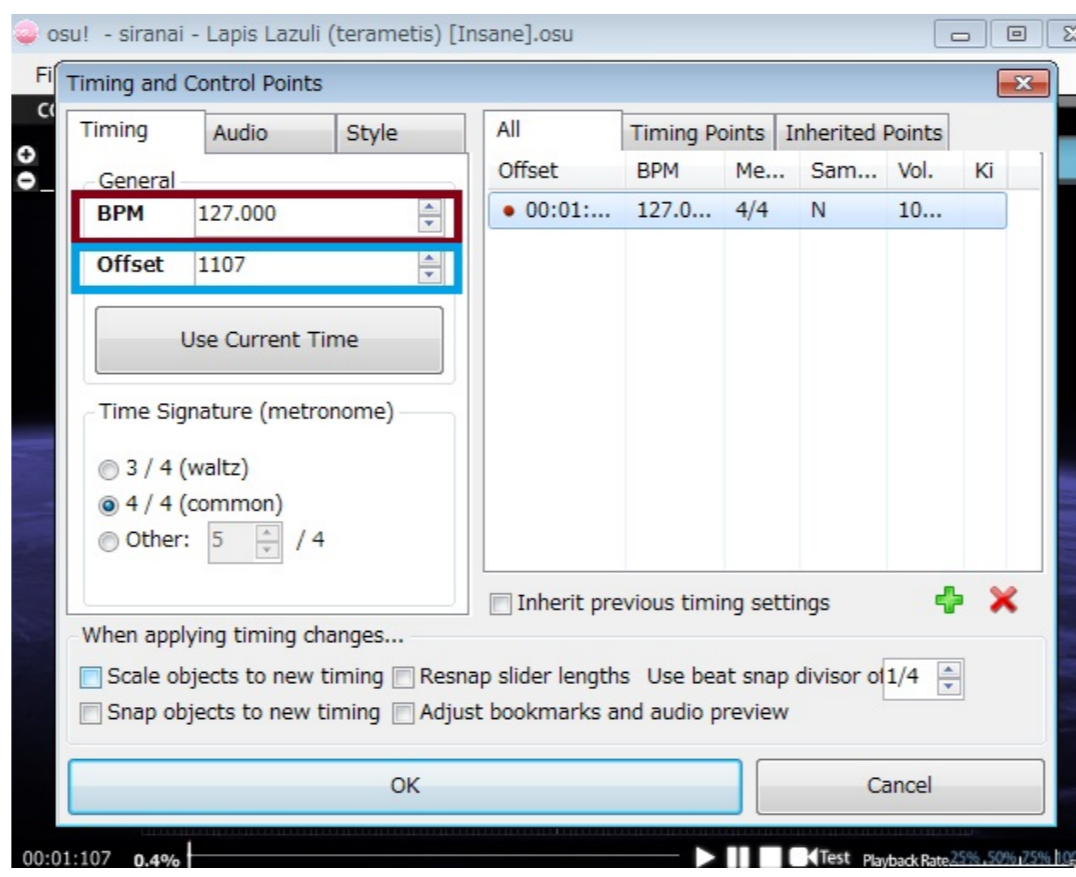 osu! - siranai - Lapis Lazuli (terametis) [Insane].osu
Timing and Control Points
Timing Audio Style
All Timing Points Inherited Points
General
BPM 127.000
Offset 1107
Use Current Time
Time Signature (metronome)
3 / 4 (waltz)
4 / 4 (common)
Other: 5 / 4
Offset BPM Me... Sam... Vol. Ki
00:01:... 127.0... 4/4 N 10...
Inherit previous timing settings
When applying timing changes...
Scale objects to new timing Resnap slider lengths Use beat snap divisor of 1/4
Snap objects to new timing Adjust bookmarks and audio preview
OK Cancel
00:01:107 0.4% Test Playback Rate 25% 50% 75% 100